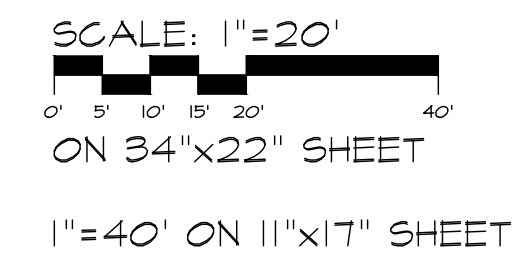 SCALE: 1"=20'
0' 5' 10' 15' 20' 40'
ON 34"x22" SHEET
1"=40' ON 11"x17" SHEET